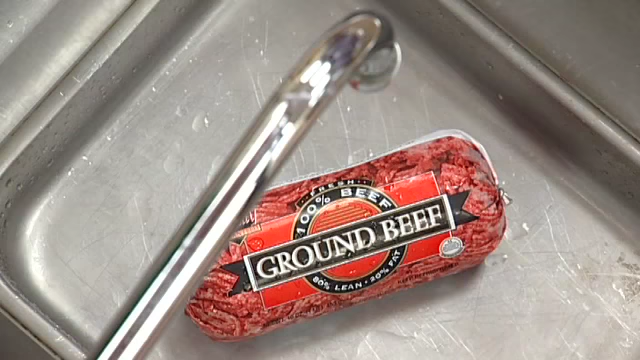 FRESH
100% BEEF
GROUND BEEF
80% LEAN • 20% FAT